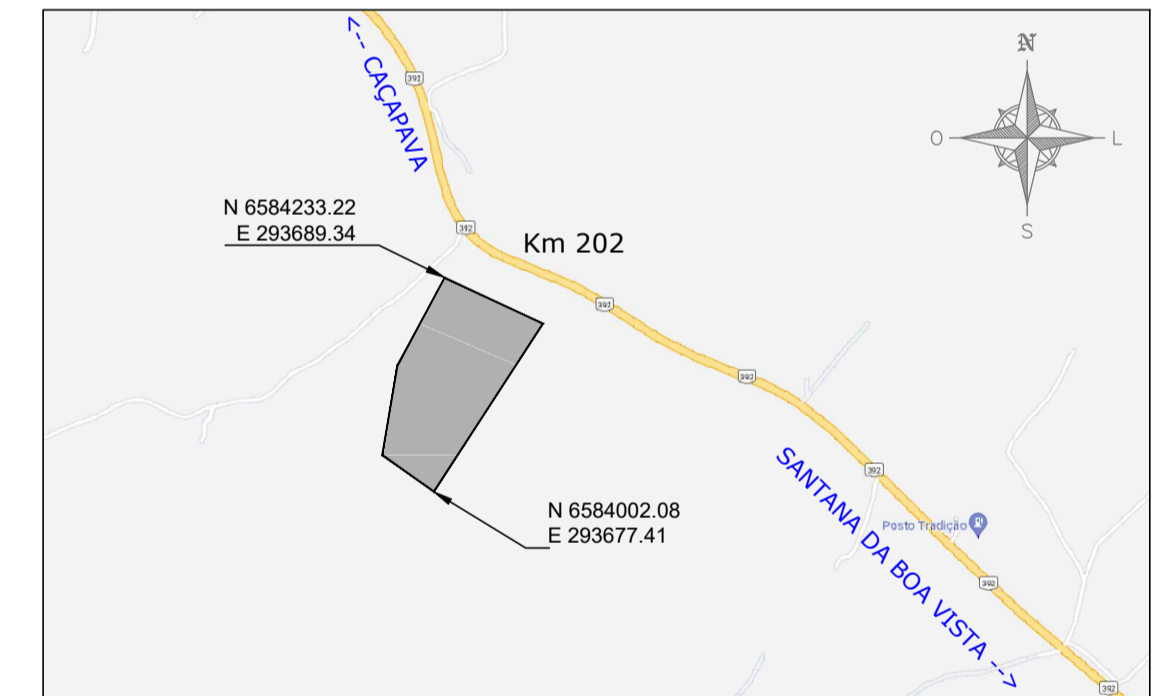 N
O
L
S
392
<--- CAÇAPAVA
N 6584233.22
E 293689.34
392
Km 202
392
392
392
SANTANA DA BOA VISTA -->
Posto Tradição
N 6584002.08
E 293677.41
392
392